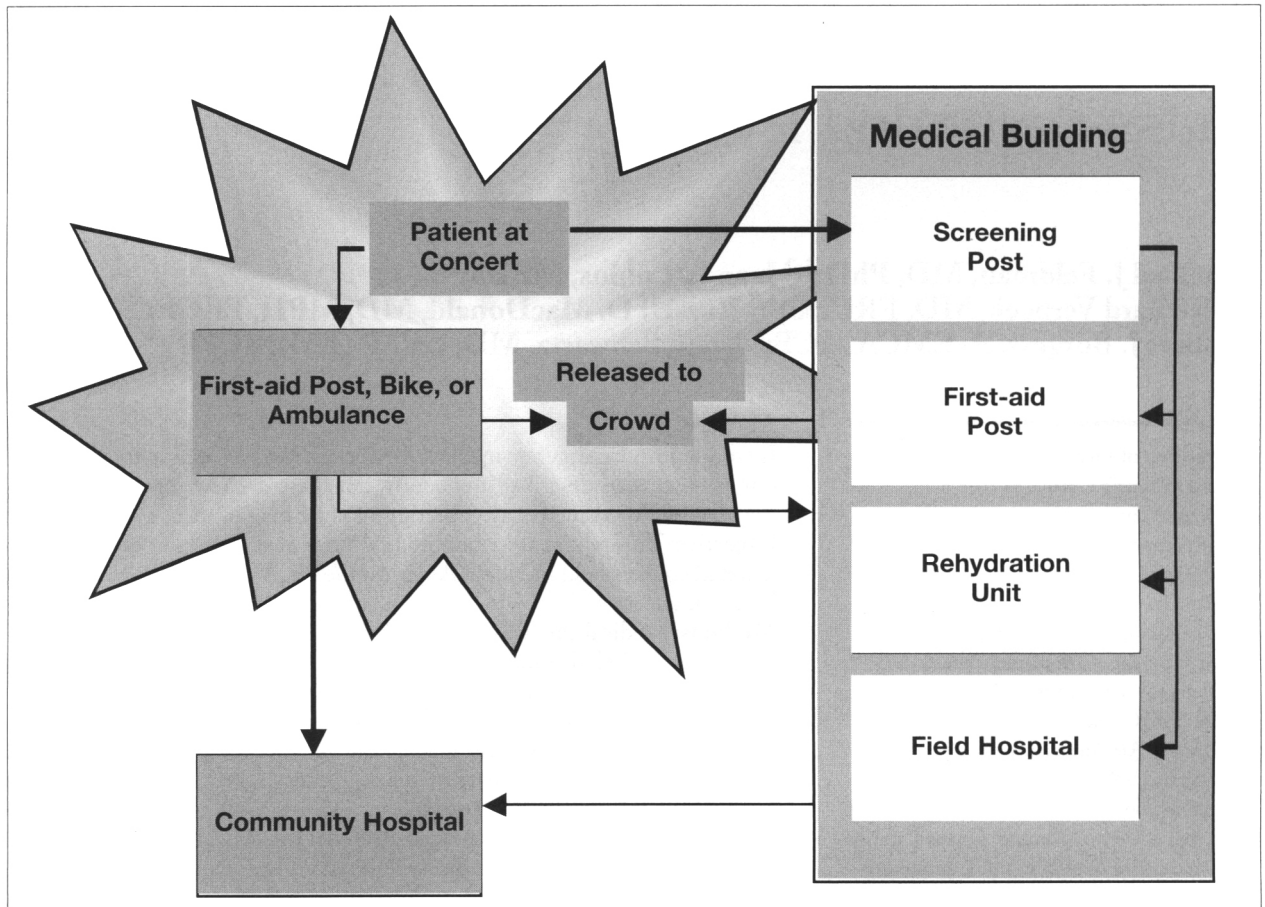 Medical Building
Patient at
Concert
Screening
Post
First-aid Post, Bike, or
Ambulance
Released to
Crowd
First-aid
Post
Rehydration
Unit
Field Hospital
Community Hospital